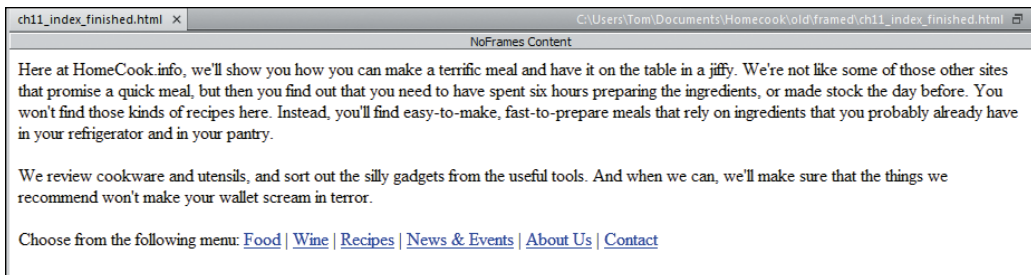 ch11_index_finished.html × C:\Users\Tom\Documents\Homecook\old\framed\ch11_index_finished.html
NoFrames Content
Here at HomeCook.info, we'll show you how you can make a terrific meal and have it on the table in a jiffy. We're not like some of those other sites
that promise a quick meal, but then you find out that you need to have spent six hours preparing the ingredients, or made stock the day before. You
won't find those kinds of recipes here. Instead, you'll find easy-to-make, fast-to-prepare meals that rely on ingredients that you probably already have
in your refrigerator and in your pantry.
We review cookware and utensils, and sort out the silly gadgets from the useful tools. And when we can, we'll make sure that the things we
recommend won't make your wallet scream in terror.
Choose from the following menu: Food | Wine | Recipes | News & Events | About Us | Contact